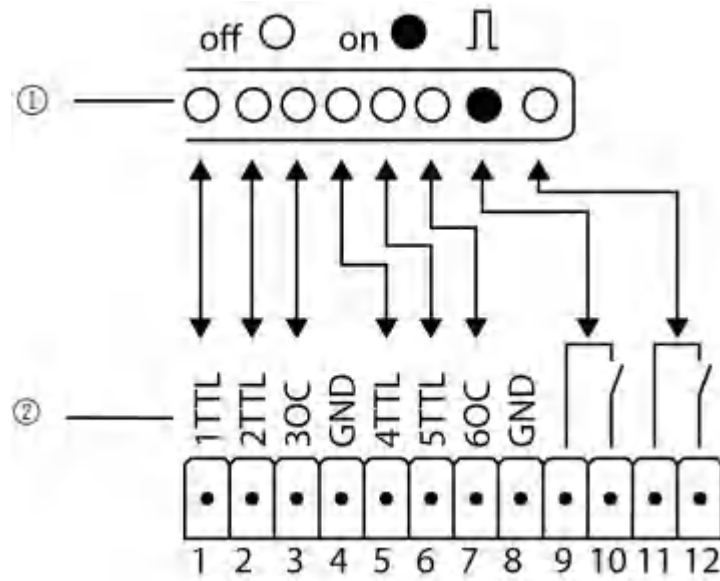 off on
①
②
1TTL 2TTL 3OC GND 4TTL 5TTL 6OC GND
1 2 3 4 5 6 7 8 9 10 11 12